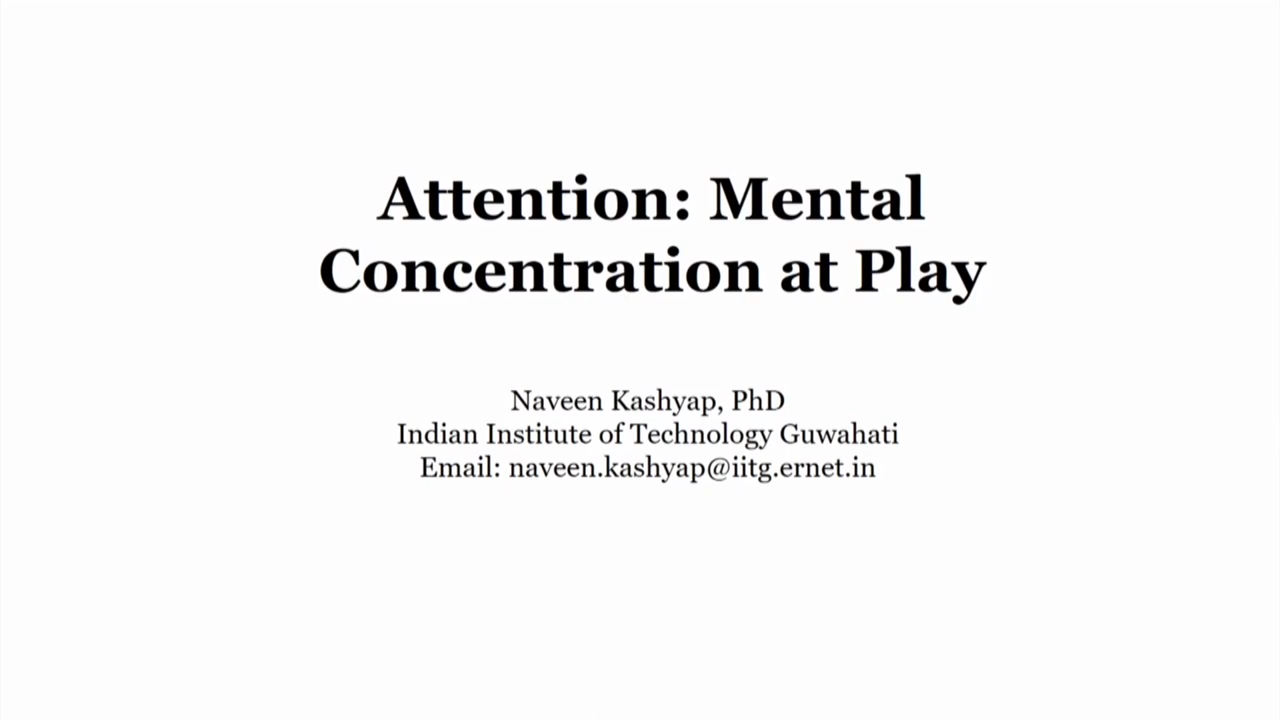 Attention: Mental
Concentration at Play
Naveen Kashyap, PhD
Indian Institute of Technology Guwahati
Email: naveen.kashyap@iitg.ernet.in